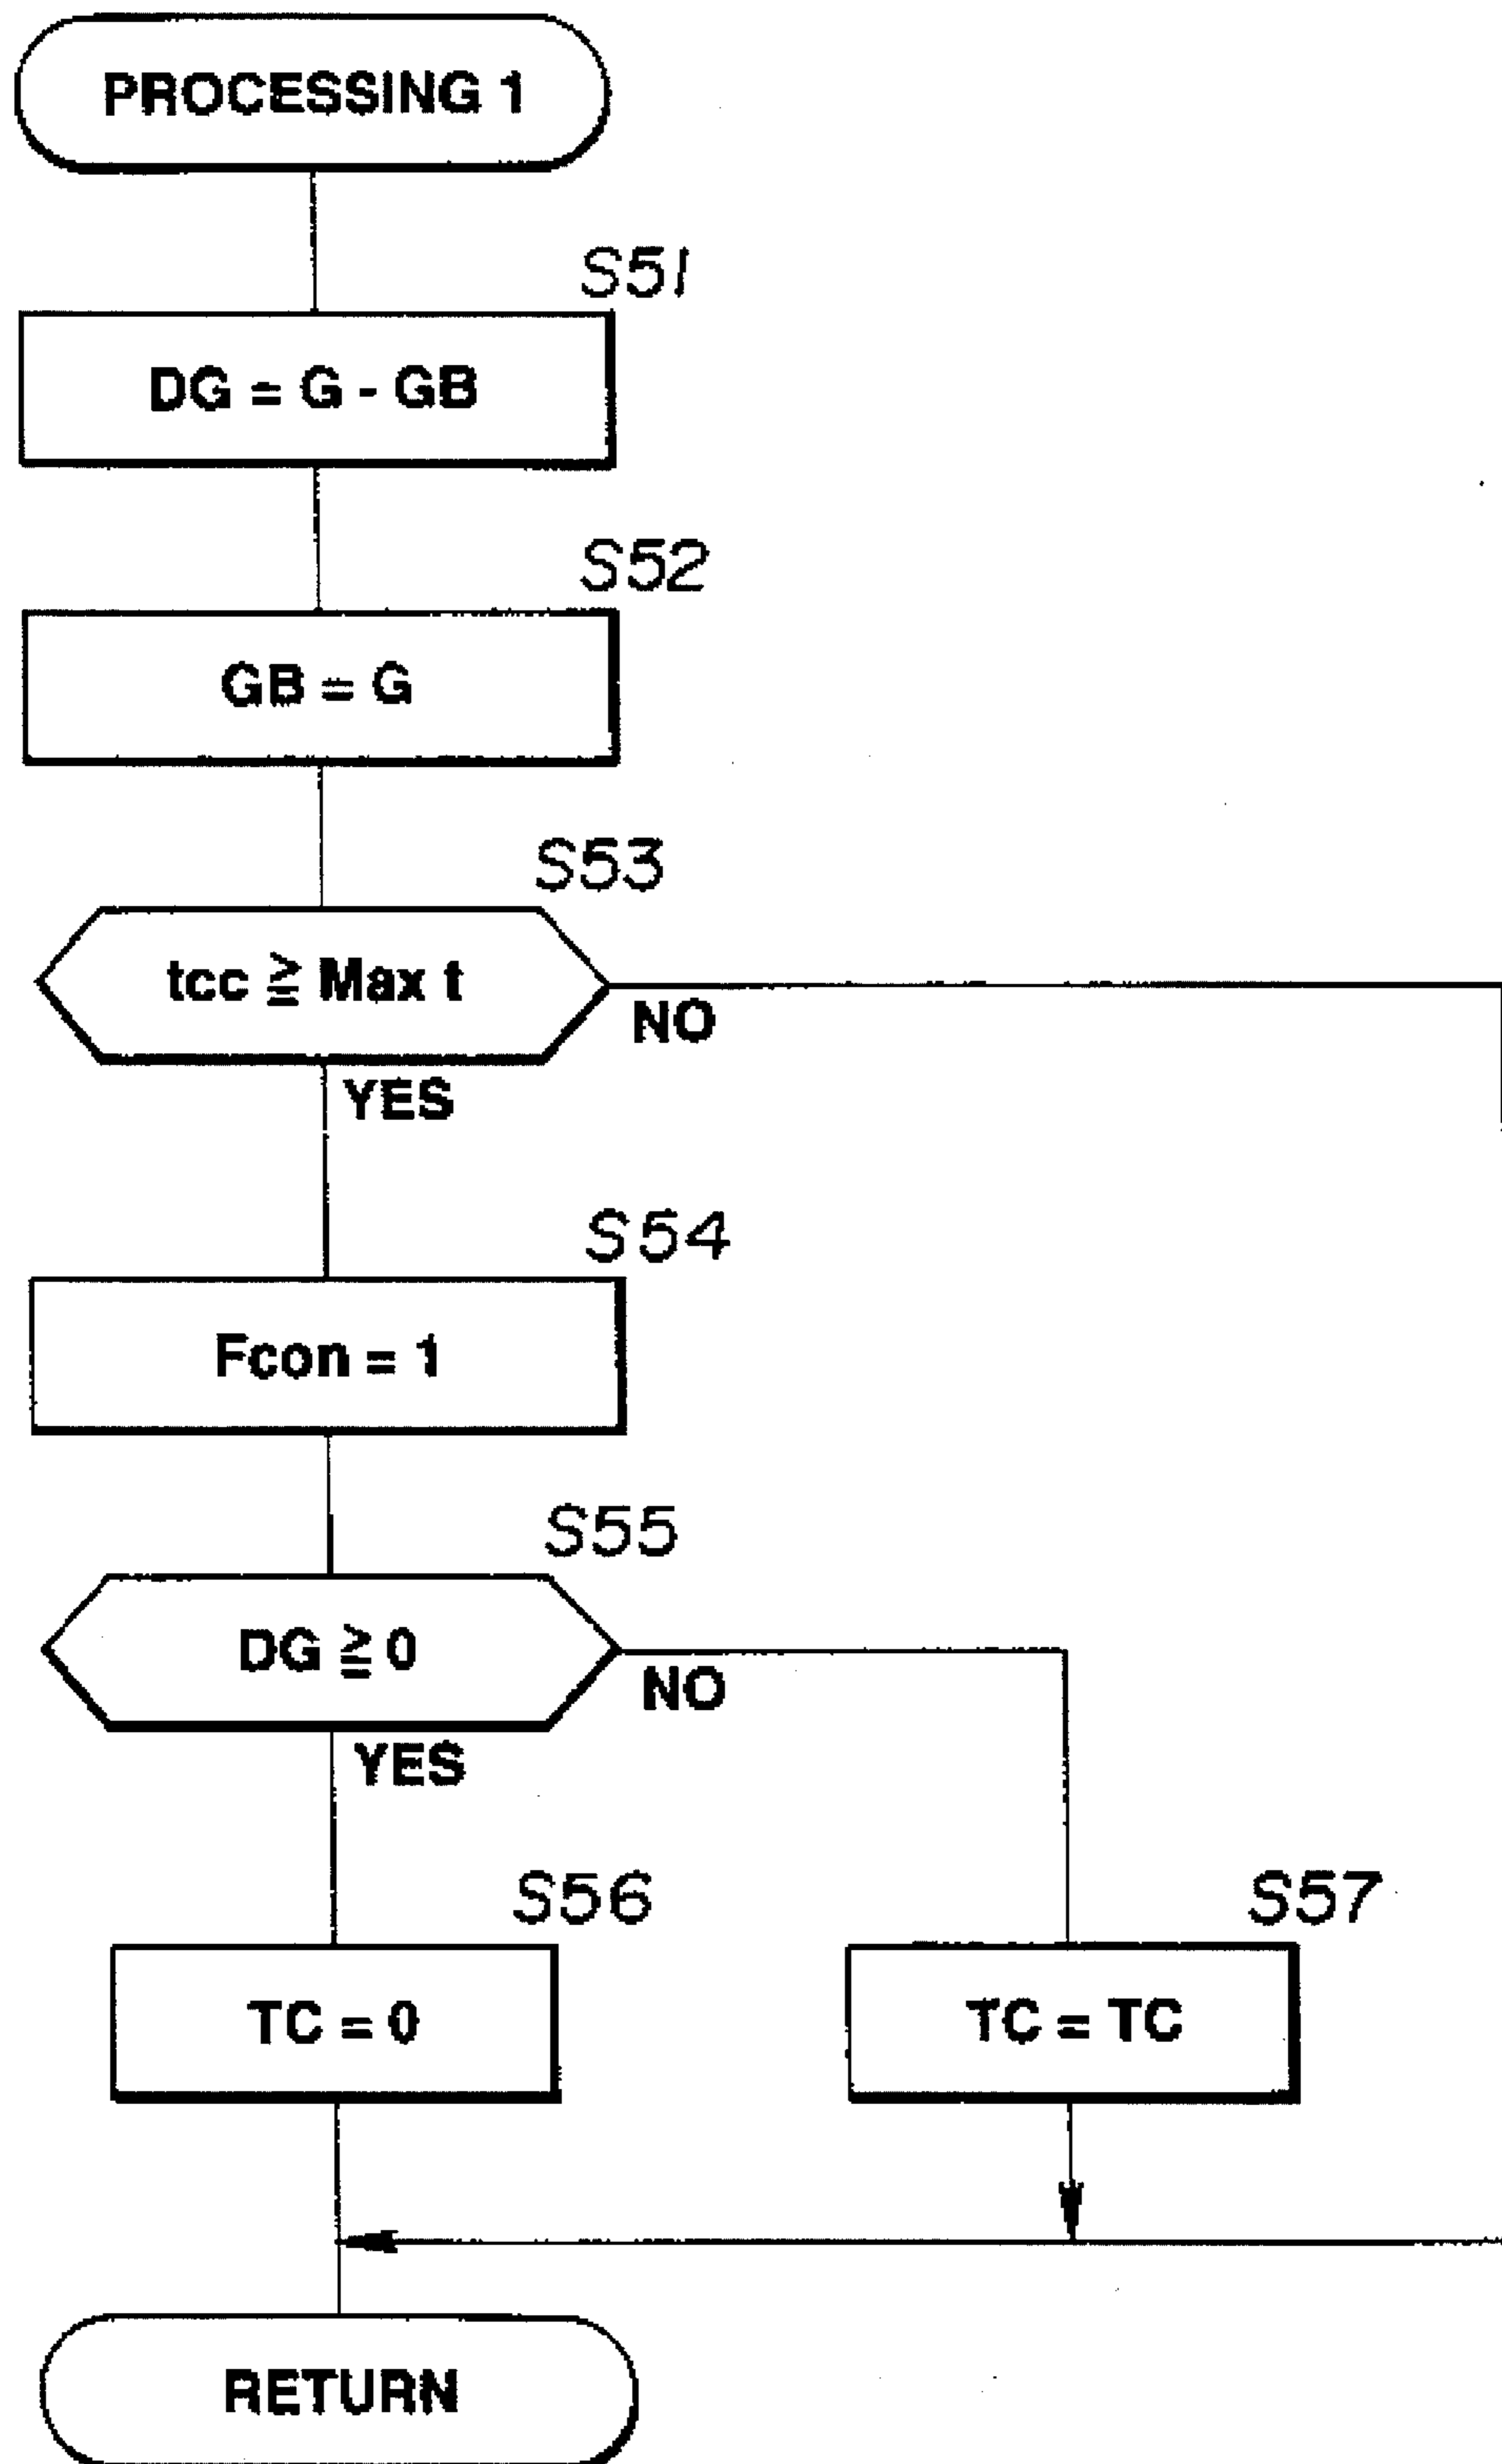 PROCESSING 1
S51
DG = G - GB
S52
GB = G
S53
tcc ≧ Max t
NO
YES
S54
Fcon = 1
S55
DG ≧ 0
NO
YES
S56
TC = 0
S57
TC = TC
RETURN